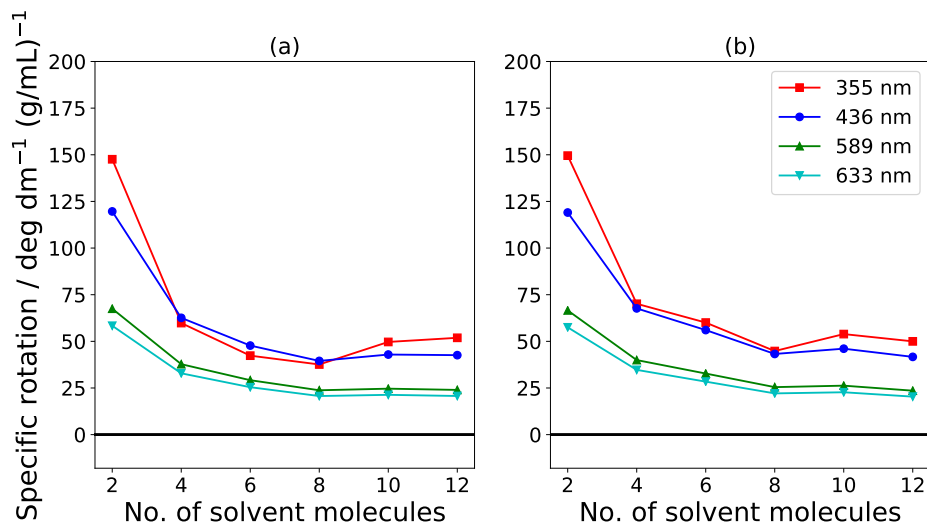 Specific rotation / deg dm⁻¹ (g/mL)⁻¹
(a)
200
175
150
125
100
75
50
25
0
2 4 6 8 10 12
No. of solvent molecules
(b)
200
175
150
125
100
75
50
25
0
2 4 6 8 10 12
No. of solvent molecules
355 nm
436 nm
589 nm
633 nm